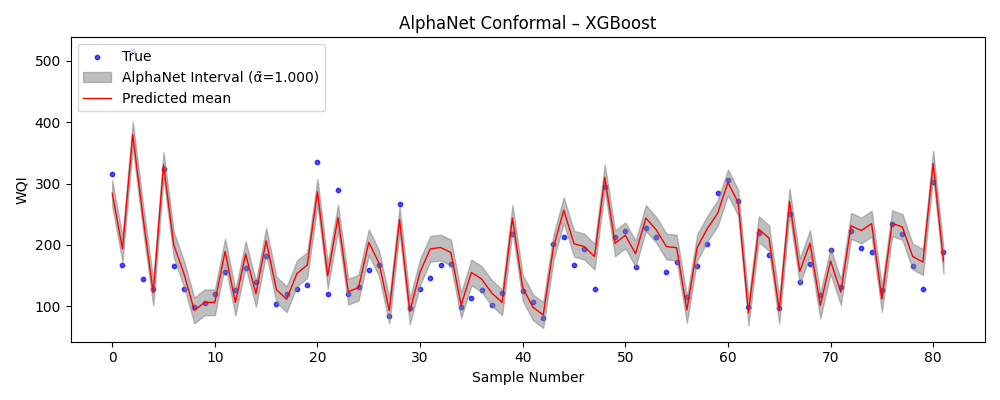 AlphaNet Conformal – XGBoost
500
400
300
200
100
WQI
True
AlphaNet Interval (ᾰ̃=1.000)
Predicted mean
0
10
20
30
40
50
60
70
80
Sample Number